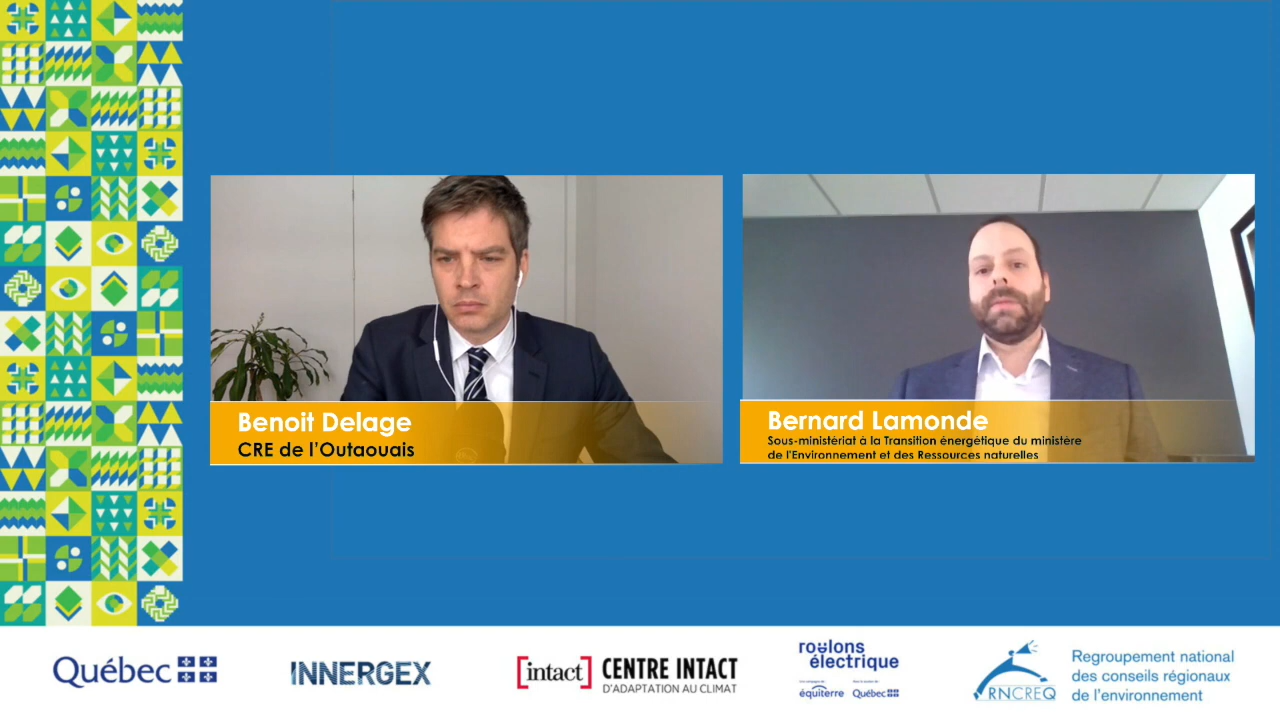 Benoit Delage
CRE de l'Outaouais
Bernard Lamonde
Sous-ministériat à la Transition énergétique du ministère
de l'Environnement et des Ressources naturelles
Québec
INNERGEX
[intact] CENTRE INTACT
D'ADAPTATION AU CLIMAT
roulons
électrique
équiterre
Québec
RNCREQ
Regroupement national
des conseils régionaux
de l'environnement